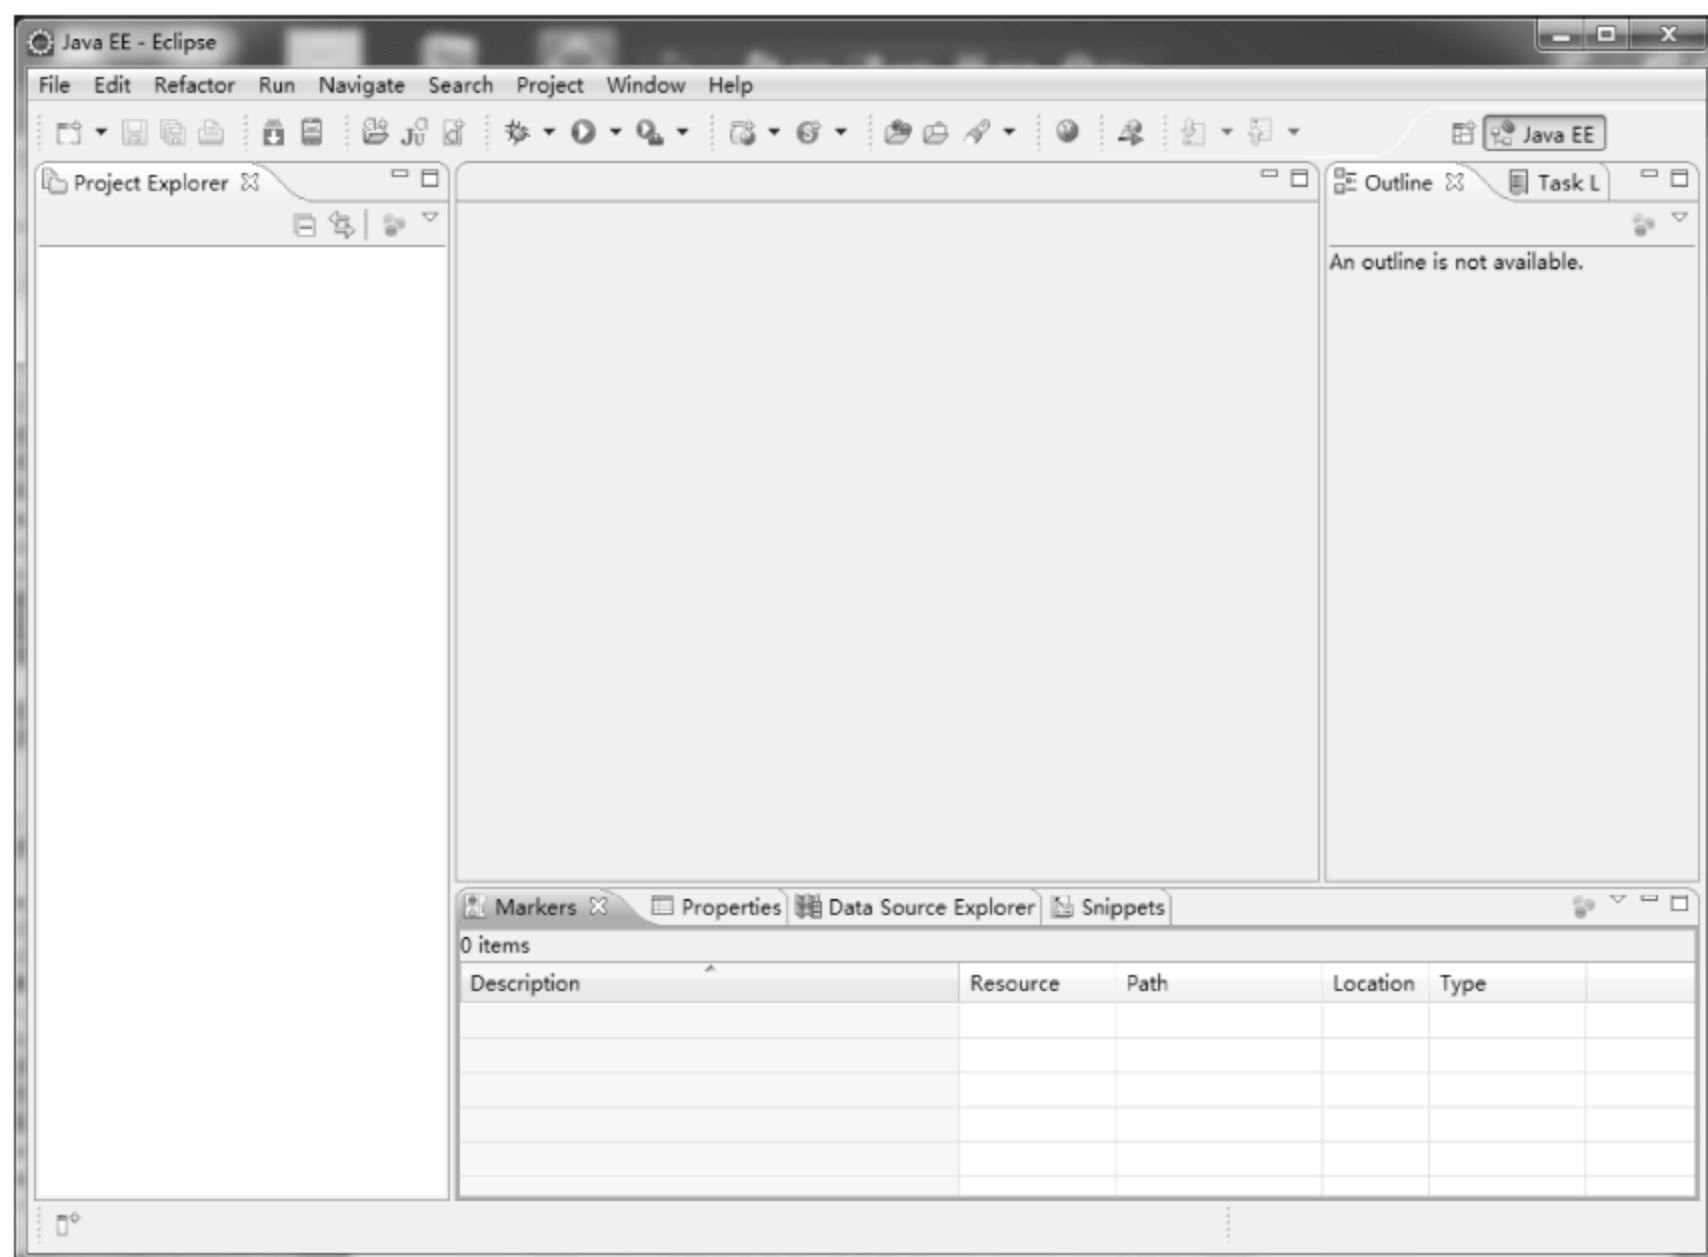 Java EE - Eclipse
File Edit Refactor Run Navigate Search Project Window Help
Java EE
Project Explorer
Outline Task L
An outline is not available.
Markers Properties Data Source Explorer Snippets
0 items
Description Resource Path Location Type